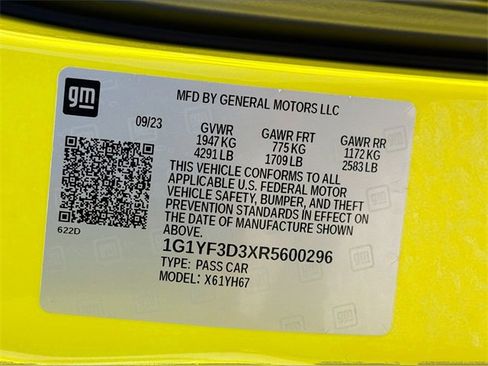 gm
MFD BY GENERAL MOTORS LLC
09/23 GVWR GAWR FRT GAWR RR
1947 KG 775 KG 1172 KG
4291 LB 1709 LB 2583 LB
THIS VEHICLE CONFORMS TO ALL
APPLICABLE U.S. FEDERAL MOTOR
VEHICLE SAFETY, BUMPER, AND THEFT
PREVENTION STANDARDS IN EFFECT ON
THE DATE OF MANUFACTURE SHOWN
ABOVE.
622D
1G1YF3D3XR5600296
TYPE: PASS CAR
MODEL: X61YH67